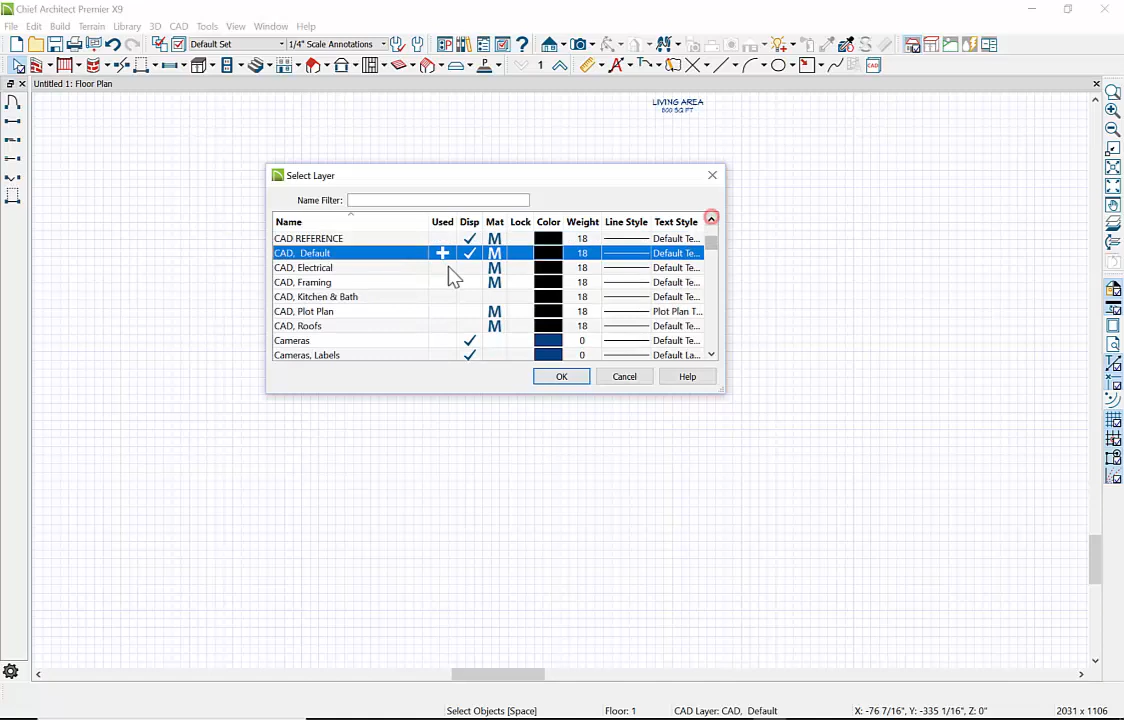 Chief Architect Premier X9
File Edit Build Terrain Library 3D CAD Tools View Window Help
Default Set 1/4" Scale Annotations
1
CAD
Untitled 1: Floor Plan
LIVING AREA
800 SQ FT
Select Layer
Name Filter:
Name Used Disp Mat Lock Color Weight Line Style Text Style
CAD REFERENCE M 18 Default Te...
CAD, Default M 18 Default Te...
CAD, Electrical M 18 Default Te...
CAD, Framing M 18 Default Te...
CAD, Kitchen & Bath 18 Default Te...
CAD, Plot Plan M 18 Plot Plan T...
CAD, Roofs M 18 Default Te...
Cameras 0 Default Te...
Cameras, Labels 0 Default La...
OK Cancel Help
Select Objects [Space] Floor: 1 CAD Layer: CAD, Default X: -76 7/16", Y: -335 1/16", Z: 0" 2031 x 1106